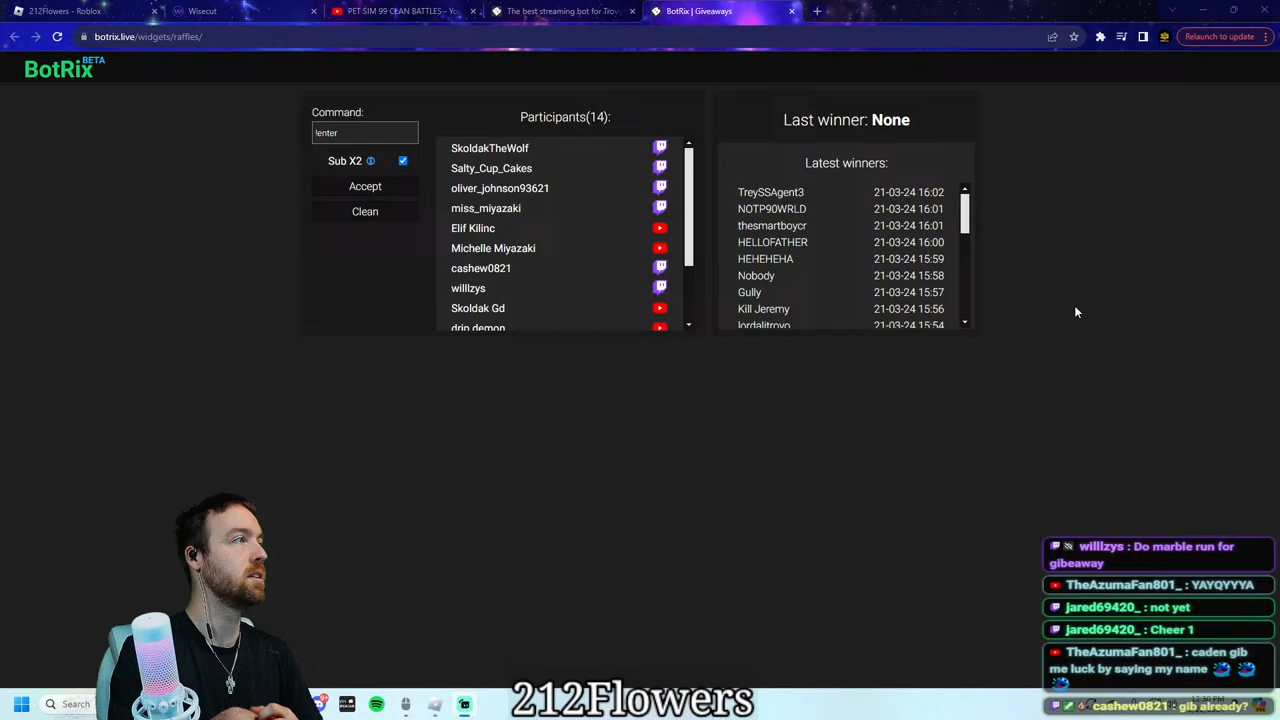 212Flowers - Roblox
Wisecut
PET SIM 99 CLAN BATTLES - You
The best streaming bot for Trov
BotRix | Giveaways
botrix.live/widgets/raffles/
Relaunch to update
BotRix BETA
Command:
!enter
Sub X2
Accept
Clean
Participants(14):
SkoldakTheWolf
Salty_Cup_Cakes
oliver_johnson93621
miss_miyazaki
Elif Kilinc
Michelle Miyazaki
cashew0821
willlzys
Skoldak Gd
drip demon
Last winner: None
Latest winners:
TreySSAgent3 21-03-24 16:02
NOTP90WRLD 21-03-24 16:01
thesmartboycr 21-03-24 16:01
HELLOFATHER 21-03-24 16:00
HEHEHEHA 21-03-24 15:59
Nobody 21-03-24 15:58
Gully 21-03-24 15:57
Kill Jeremy 21-03-24 15:56
lordalitroyo 21-03-24 15:54
willlzys : Do marble run for
gibeaway
TheAzumaFan801_ : YAYQYYYA
jared69420_ : not yet
jared69420_ : Cheer 1
TheAzumaFan801_ : caden gib
me luck by saying my name
cashew0821 : gib already?
Search
212Flowers
12:30 PM